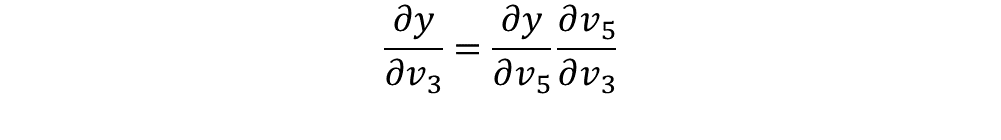 ∂y/∂v₃ = ∂y/∂v₅ ∂v₅/∂v₃